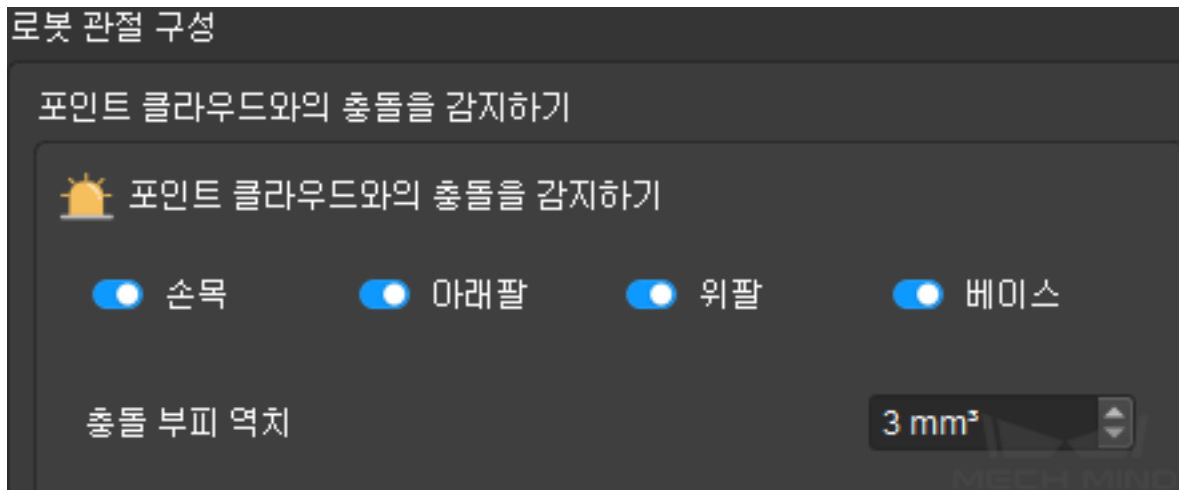 로봇 관절 구성
포인트 클라우드와의 충돌을 감지하기
포인트 클라우드와의 충돌을 감지하기
손목 아래팔 위팔 베이스
충돌 부피 역치 3 mm³
MECH MIND